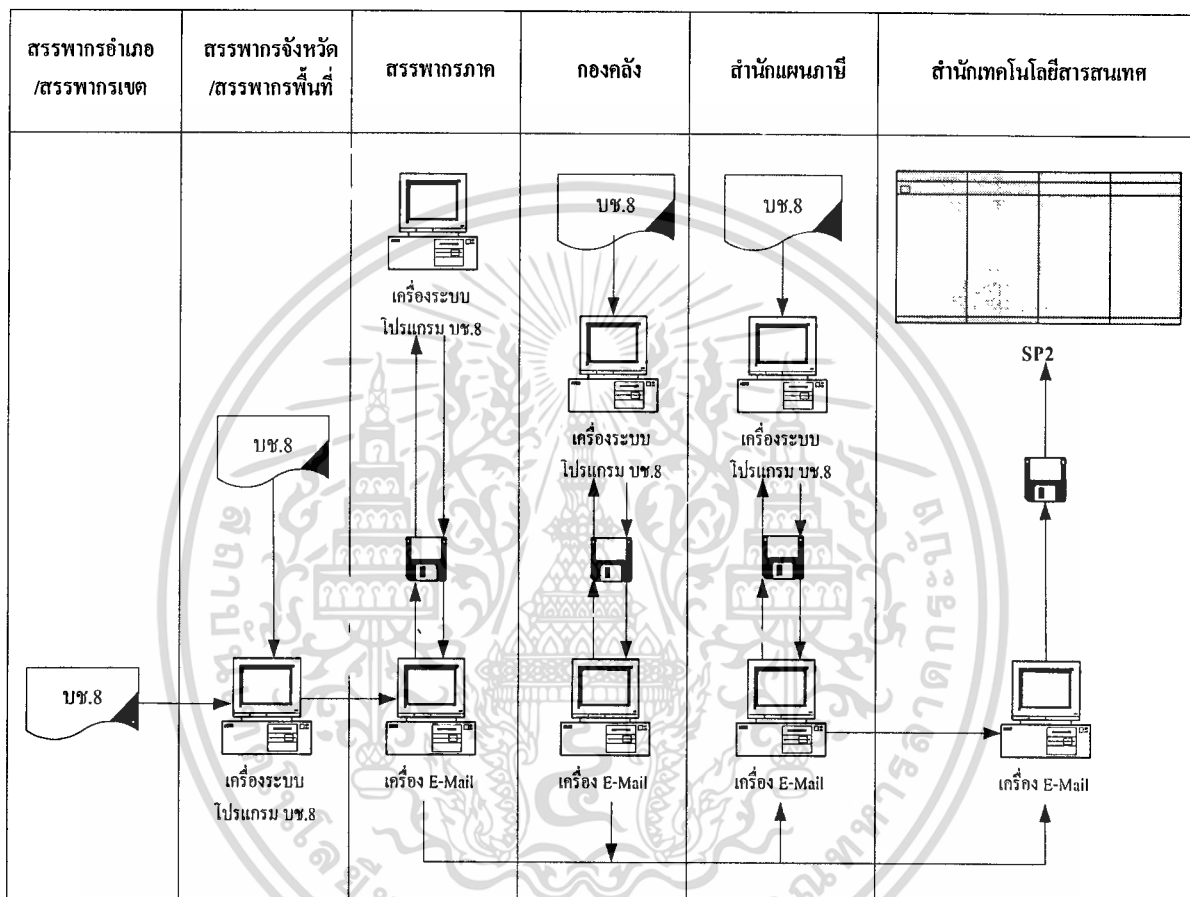 สรรพากรอำเภอ
/สรรพากรเขต
สรรพากรจังหวัด
/สรรพากรพื้นที่
สรรพากรภาค
กองคลัง
สำนักแผนภาษี
สำนักเทคโนโลยีสารสนเทศ
บช.8
บช.8
เครื่องระบบ
โปรแกรม บช.8
SP2
บช.8
เครื่องระบบ
โปรแกรม บช.8
เครื่องระบบ
โปรแกรม บช.8
บช.8
เครื่องระบบ
โปรแกรม บช.8
เครื่อง E-Mail
เครื่อง E-Mail
เครื่อง E-Mail
เครื่อง E-Mail